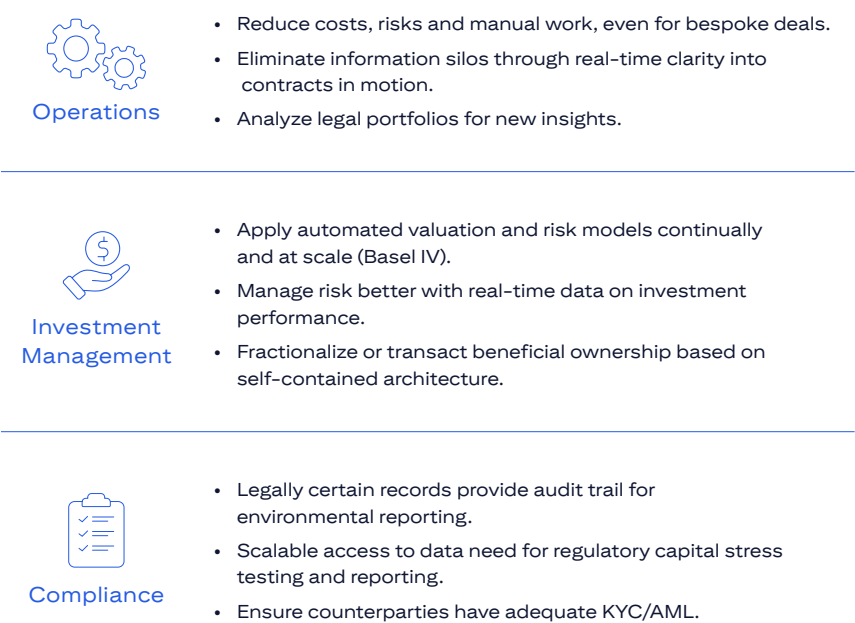 Operations
• Reduce costs, risks and manual work, even for bespoke deals.
• Eliminate information silos through real-time clarity into
contracts in motion.
• Analyze legal portfolios for new insights.
$
Investment
Management
• Apply automated valuation and risk models continually
and at scale (Basel IV).
• Manage risk better with real-time data on investment
performance.
• Fractionalize or transact beneficial ownership based on
self-contained architecture.
Compliance
• Legally certain records provide audit trail for
environmental reporting.
• Scalable access to data need for regulatory capital stress
testing and reporting.
• Ensure counterparties have adequate KYC/AML.